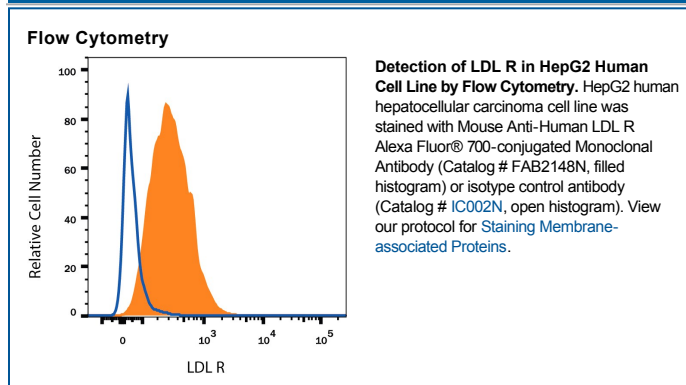 Flow Cytometry
100
80
60
40
20
0
Relative Cell Number
0
10³
10⁴
10⁵
LDL R
Detection of LDL R in HepG2 Human
Cell Line by Flow Cytometry. HepG2 human
hepatocellular carcinoma cell line was
stained with Mouse Anti-Human LDL R
Alexa Fluor® 700-conjugated Monoclonal
Antibody (Catalog # FAB2148N, filled
histogram) or isotype control antibody
(Catalog # IC002N, open histogram). View
our protocol for Staining Membrane-
associated Proteins.